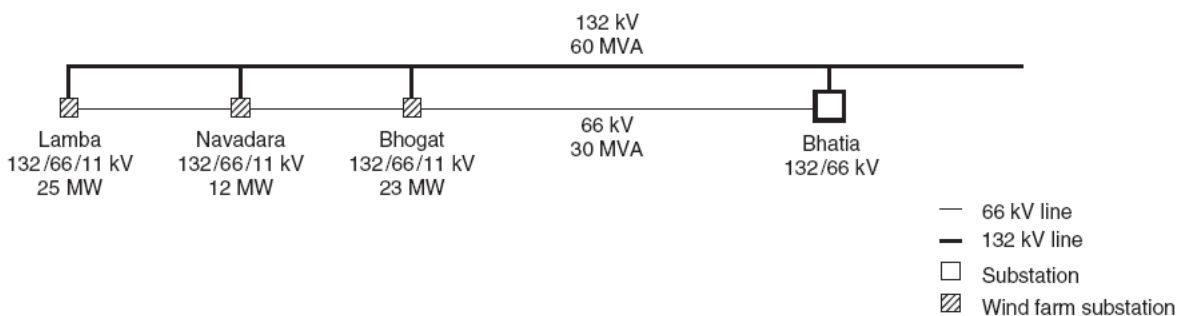 132 kV
60 MVA
66 kV
30 MVA
Lamba
132/66/11 kV
25 MW
Navadara
132/66/11 kV
12 MW
Bhogat
132/66/11 kV
23 MW
Bhatia
132/66 kV
66 kV line
132 kV line
Substation
Wind farm substation